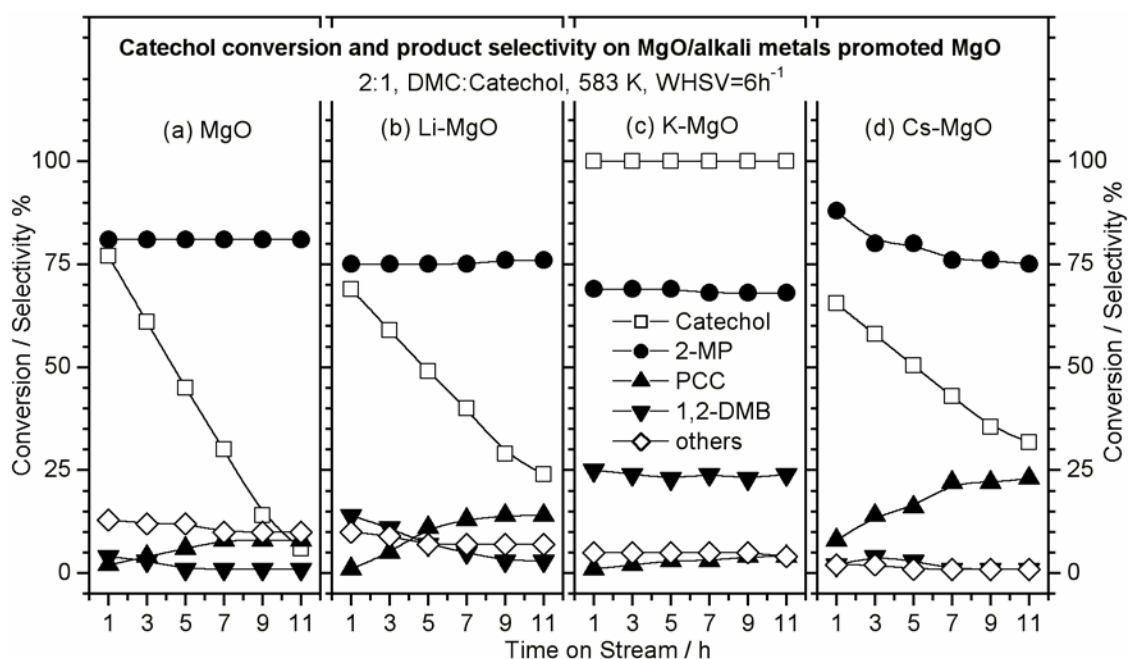 Catechol conversion and product selectivity on MgO/alkali metals promoted MgO
2:1, DMC:Catechol, 583 K, WHSV=6h⁻¹
(a) MgO
(b) Li-MgO
(c) K-MgO
(d) Cs-MgO
Conversion / Selectivity %
100
75
50
25
0
Catechol
2-MP
PCC
1,2-DMB
others
100
75
50
25
0
Conversion / Selectivity %
1 3 5 7 9 11
1 3 5 7 9 11
1 3 5 7 9 11
1 3 5 7 9 11
Time on Stream / h